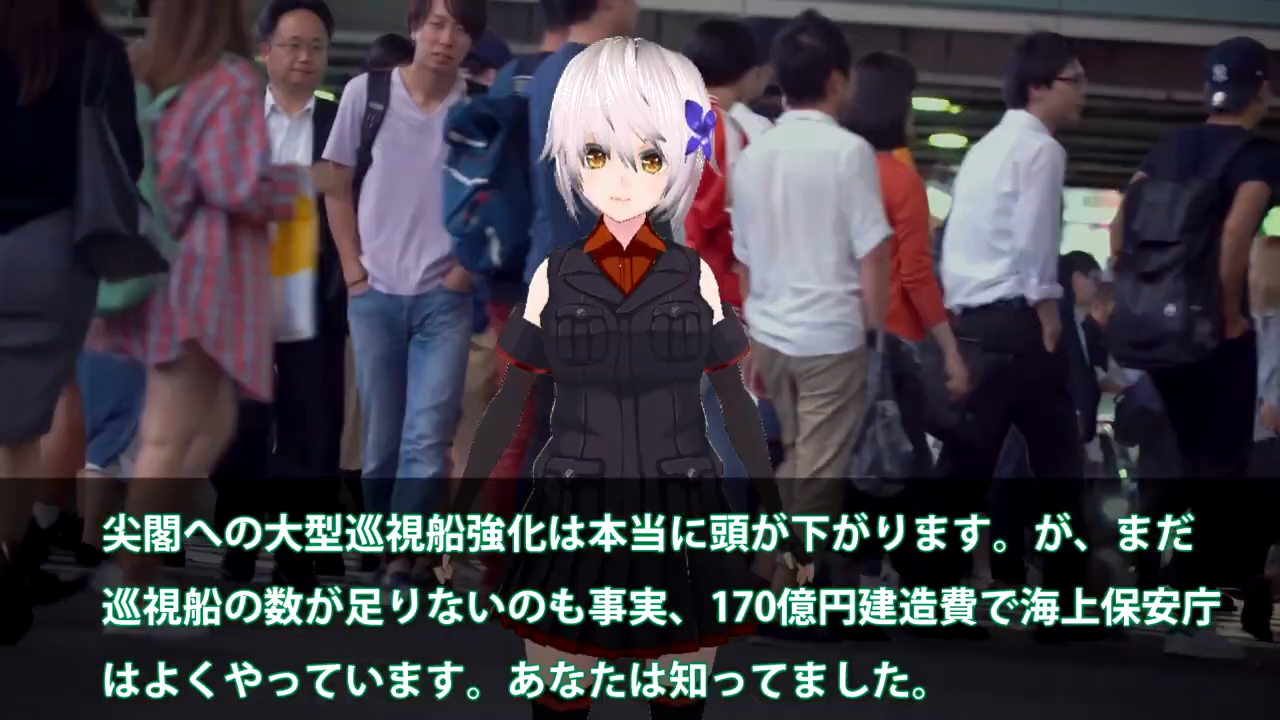 尖閣への大型巡視船強化は本当に頭が下がります。が、まだ
巡視船の数が足りないのも事実、170億円建造費で海上保安庁
はよくやっています。あなたは知ってました。